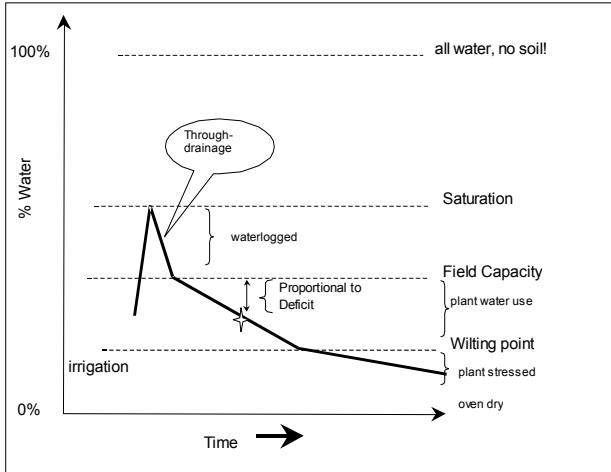 100%
all water, no soil!
Through-
drainage
% Water
Saturation
waterlogged
Field Capacity
Proportional to
Deficit
plant water use
Wilting point
irrigation
plant stressed
0%
oven dry
Time